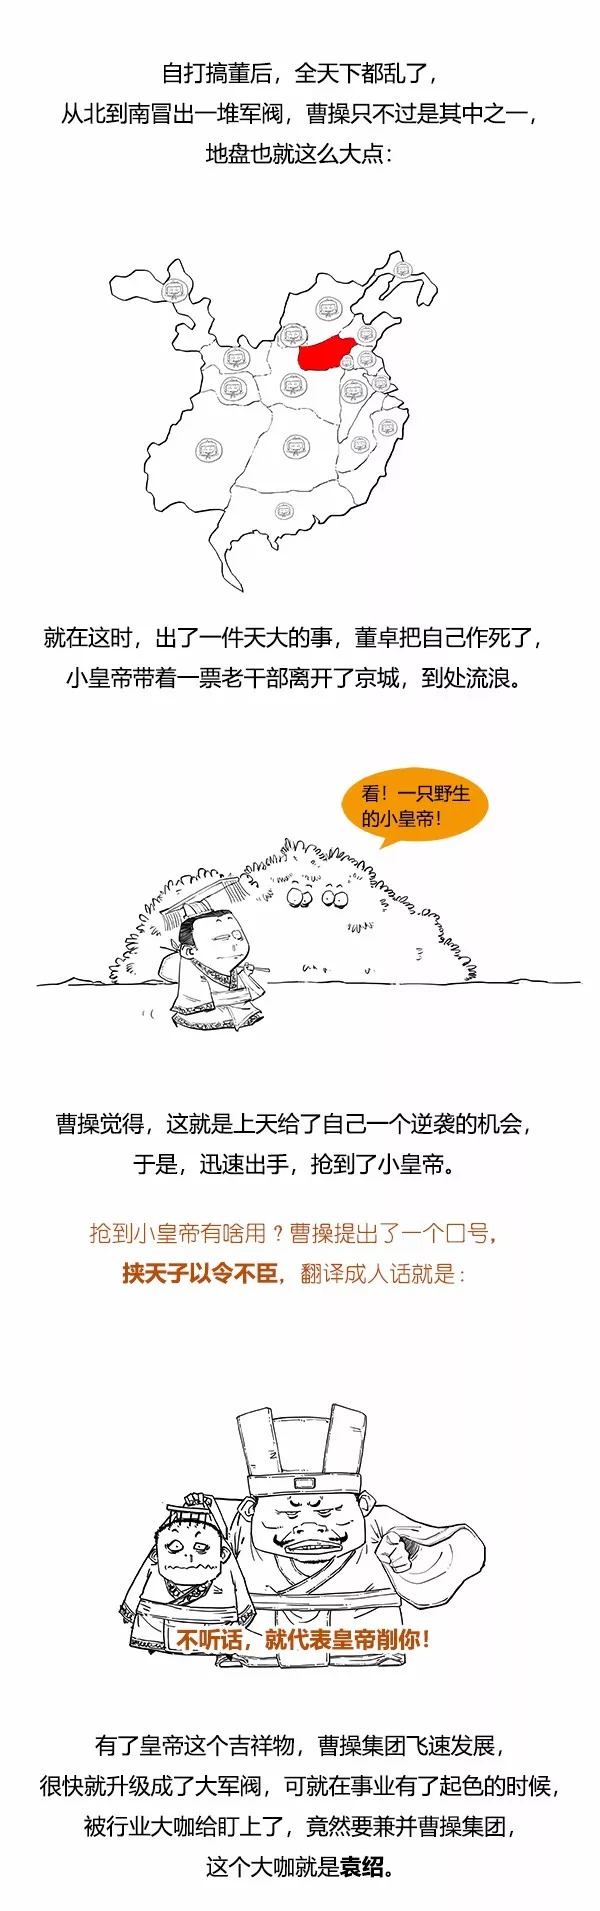 自打搞董后，全天下都乱了，
从北到南冒出一堆军阀，曹操只不过是其中之一，
地盘也就这么大点：
就在这时，出了一件天大的事，董卓把自己作死了，
小皇帝带着一票老干部离开了京城，到处流浪。
看！一只野生
的小皇帝！
曹操觉得，这就是上天给了自己一个逆袭的机会，
于是，迅速出手，抢到了小皇帝。
抢到小皇帝有啥用？曹操提出了一个口号，
挟天子以令不臣，翻译成人话就是：
不听话，就代表皇帝削你！
有了皇帝这个吉祥物，曹操集团飞速发展，
很快就升级成了大军阀，可就在事业有了起色的时候，
被行业大咖给盯上了，竟然要兼并曹操集团，
这个大咖就是袁绍。